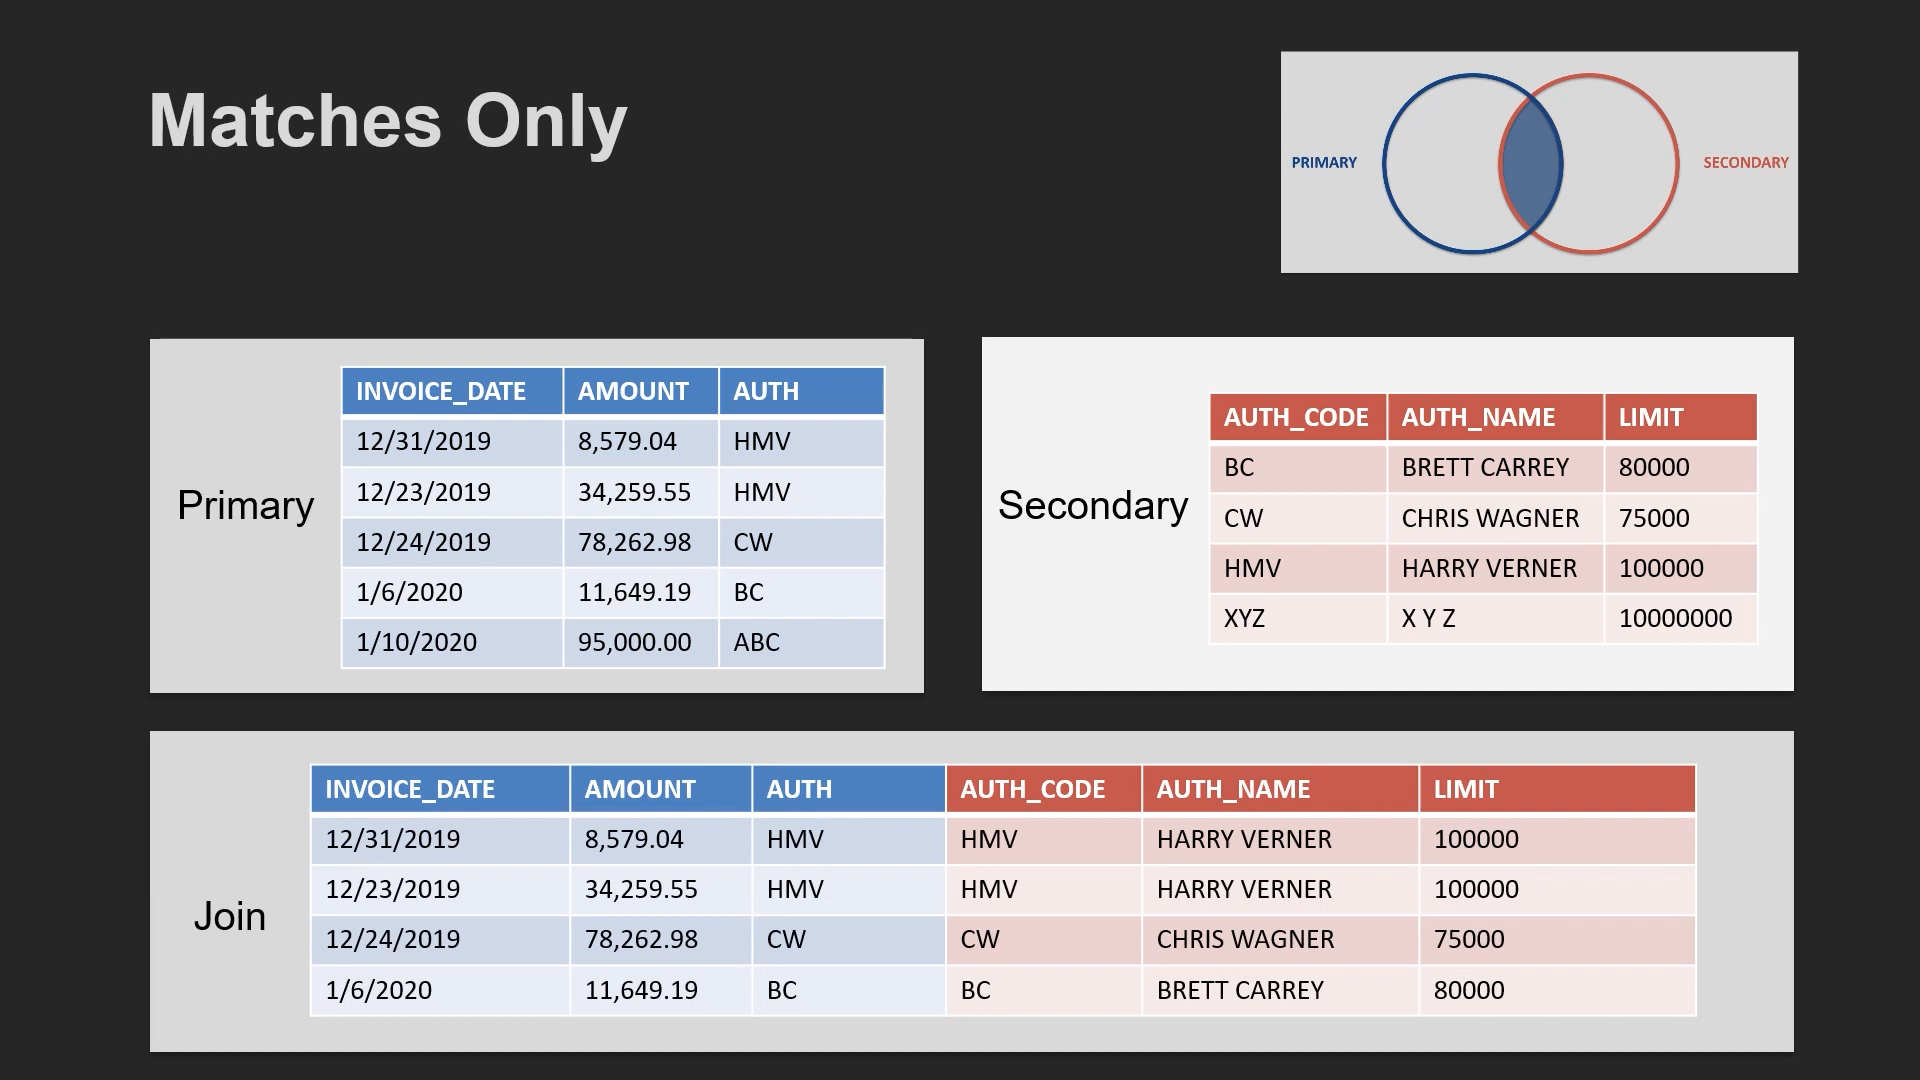 Matches Only
PRIMARY
SECONDARY
Primary
INVOICE_DATE AMOUNT AUTH
12/31/2019 8,579.04 HMV
12/23/2019 34,259.55 HMV
12/24/2019 78,262.98 CW
1/6/2020 11,649.19 BC
1/10/2020 95,000.00 ABC
Secondary
AUTH_CODE AUTH_NAME LIMIT
BC BRETT CARREY 80000
CW CHRIS WAGNER 75000
HMV HARRY VERNER 100000
XYZ X Y Z 10000000
Join
INVOICE_DATE AMOUNT AUTH AUTH_CODE AUTH_NAME LIMIT
12/31/2019 8,579.04 HMV HMV HARRY VERNER 100000
12/23/2019 34,259.55 HMV HMV HARRY VERNER 100000
12/24/2019 78,262.98 CW CW CHRIS WAGNER 75000
1/6/2020 11,649.19 BC BC BRETT CARREY 80000